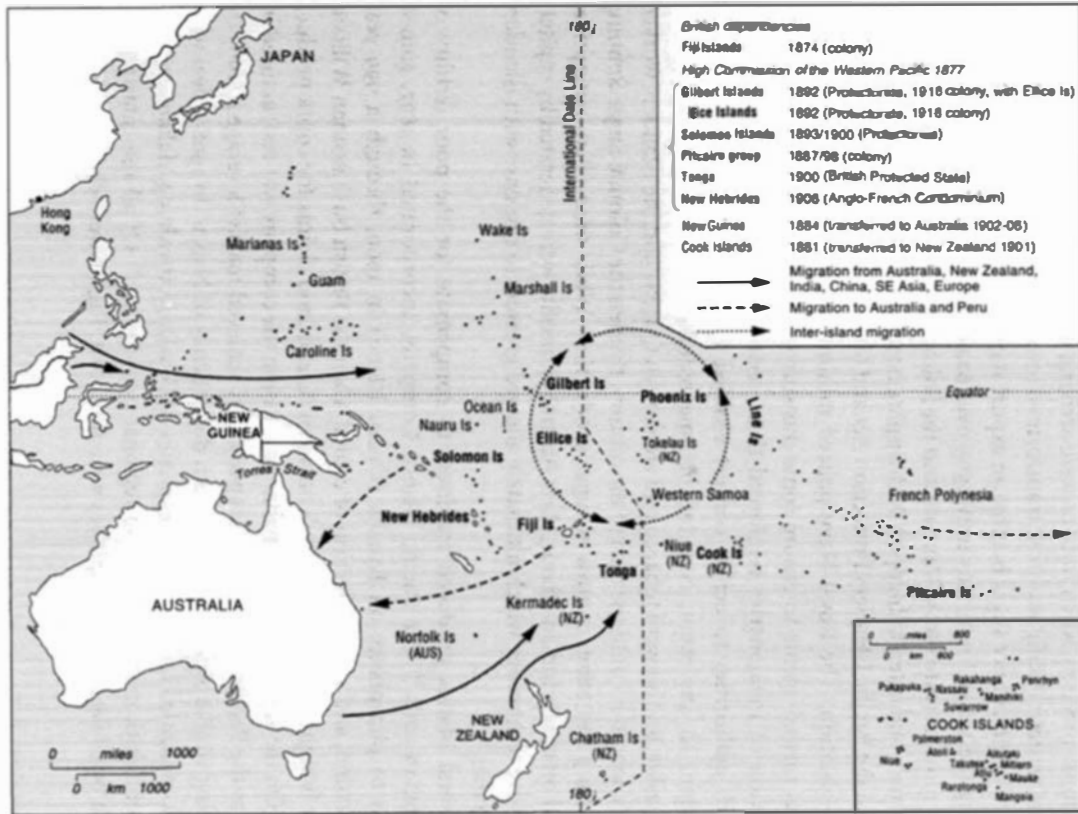 British dependencies
Fiji Islands 1874 (colony)
High Commission of the Western Pacific 1877
Gilbert Islands 1892 (Protectorate, 1916 colony, with Ellice Is)
Ellice Islands 1892 (Protectorate, 1916 colony)
Solomon Islands 1893/1900 (Protectorate)
Pitcairn group 1887/98 (colony)
Tonga 1900 (British Protected State)
New Hebrides 1906 (Anglo-French Condominium)
New Guinea 1884 (transferred to Australia 1902-06)
Cook Islands 1881 (transferred to New Zealand 1901)
Migration from Australia, New Zealand,
India, China, SE Asia, Europe
Migration to Australia and Peru
Inter-island migration
180
International Date Line
JAPAN
Hong
Kong
Marianas Is
Wake Is
Guam
Marshall Is
Caroline Is
Gilbert Is
Equator
Phoenix Is
Line Is
Ocean Is
NEW
GUINEA
Nauru Is
Ellice Is
Tokelau Is
(NZ)
Solomon Is
Torres Strait
Western Samoa
French Polynesia
New Hebrides
Fiji Is
Niue
(NZ)
Cook Is
(NZ)
Tonga
Pitcairn Is
AUSTRALIA
Kermadec Is
(NZ)
Norfolk Is
(AUS)
NEW
ZEALAND
Chatham Is
(NZ)
180
0 miles 1000
0 km 1000
0 miles 800
0 km 800
Rakahanga
Penrhyn
Pukapuka
Nassau
Manihiki
Suwarrow
COOK ISLANDS
Palmerston
Atoll
Niue
Aitutaki
Takutea
Mitiaro
Atiu
Mauke
Rarotonga
Mangaia